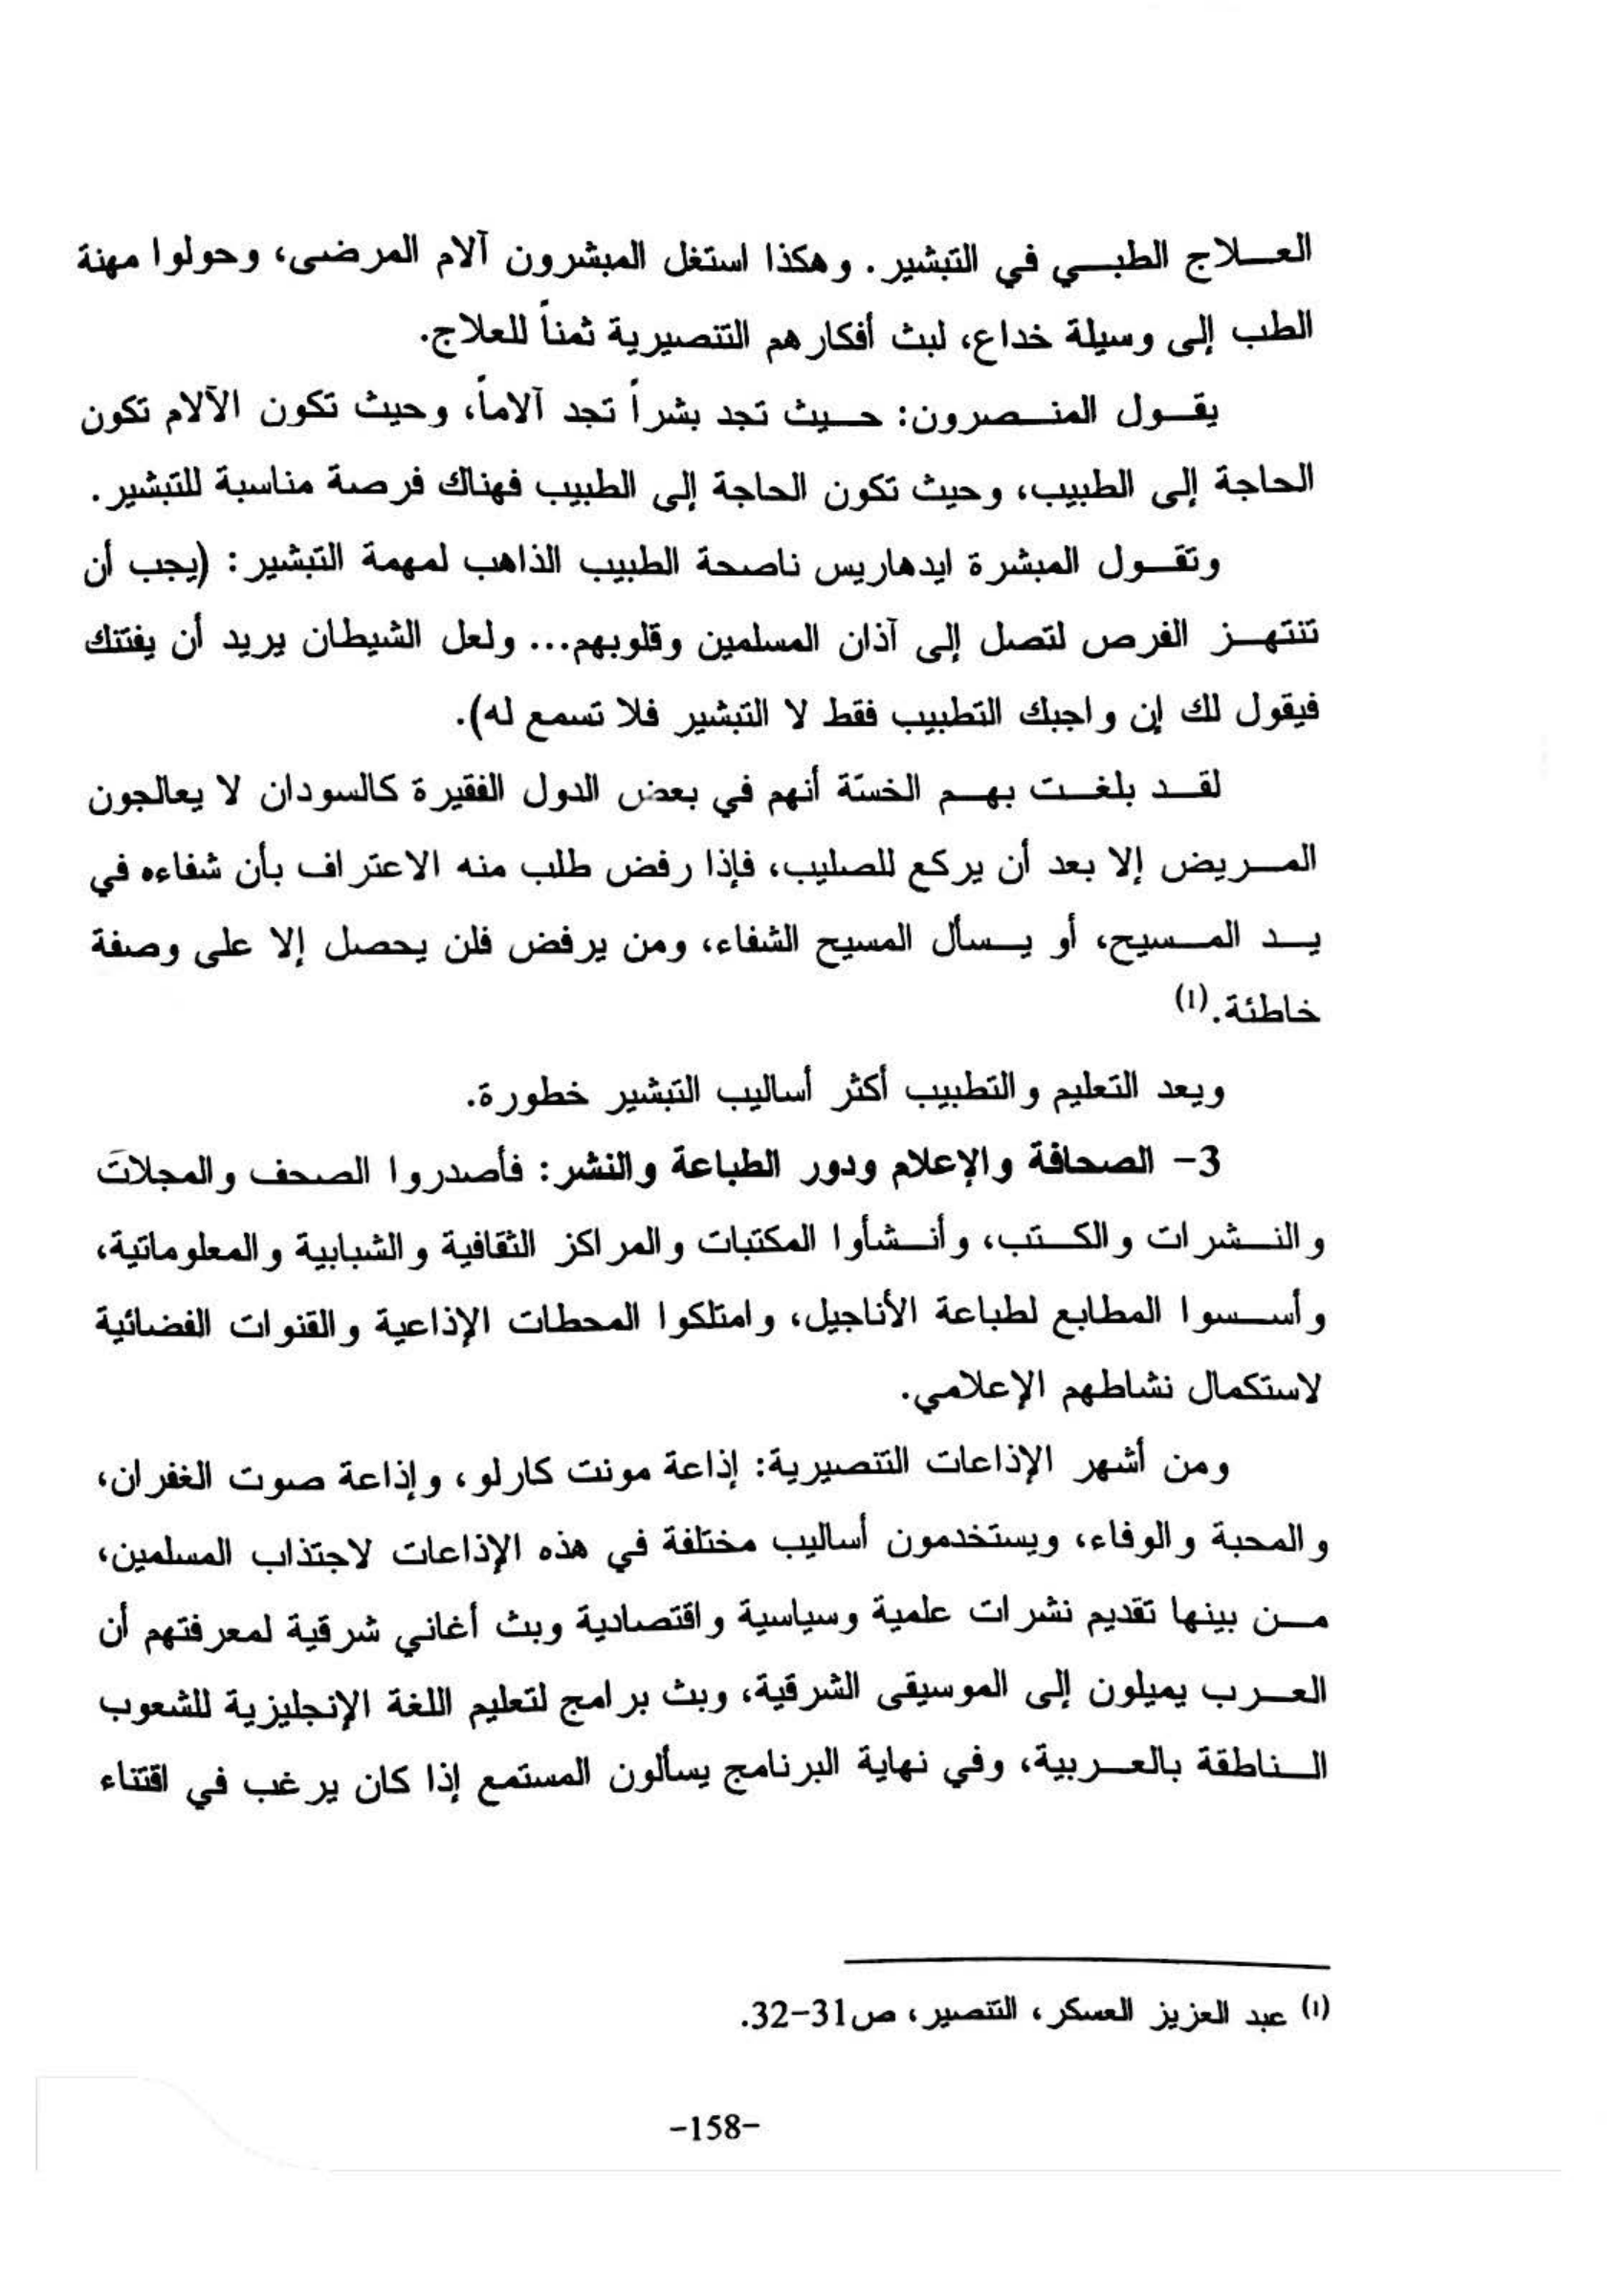 العلاج الطبي في التبشير. وهكذا استغل المبشرون آلام المرضى، وحولوا مهنة
الطب إلى وسيلة خداع، لبث أفكارهم التنصيرية ثمناً للعلاج.
يقول المنصرون: حيث تجد بشراً تجد آلاماً، وحيث تكون الآلام تكون
الحاجة إلى الطبيب، وحيث تكون الحاجة إلى الطبيب فهناك فرصة مناسبة للتبشير.
وتقول المبشرة ايدهاريس ناصحة الطبيب الذاهب لمهمة التبشير: (يجب أن
تنتهز الفرص لتصل إلى آذان المسلمين وقلوبهم... ولعل الشيطان يريد أن يفتنك
فيقول لك إن واجبك التطبيب فقط لا التبشير فلا تسمع له).
لقد بلغت بهم الخسّة أنهم في بعض الدول الفقيرة كالسودان لا يعالجون
المريض إلا بعد أن يركع للصليب، فإذا رفض طلب منه الاعتراف بأن شفاءه في
يد المسيح، أو يسأل المسيح الشفاء، ومن يرفض فلن يحصل إلا على وصفة
خاطئة.(1)
ويعد التعليم والتطبيب أكثر أساليب التبشير خطورة.
3- الصحافة والإعلام ودور الطباعة والنشر: فأصدروا الصحف والمجلات
والنشرات والكتب، وأنشأوا المكتبات والمراكز الثقافية والشبابية والمعلوماتية،
وأسسوا المطابع لطباعة الأناجيل، وامتلكوا المحطات الإذاعية والقنوات الفضائية
لاستكمال نشاطهم الإعلامي.
ومن أشهر الإذاعات التنصيرية: إذاعة مونت كارلو، وإذاعة صوت الغفران،
والمحبة والوفاء، ويستخدمون أساليب مختلفة في هذه الإذاعات لاجتذاب المسلمين،
من بينها تقديم نشرات علمية وسياسية واقتصادية وبث أغاني شرقية لمعرفتهم أن
العرب يميلون إلى الموسيقى الشرقية، وبث برامج لتعليم اللغة الإنجليزية للشعوب
الناطقة بالعربية، وفي نهاية البرنامج يسألون المستمع إذا كان يرغب في اقتناء
(1) عبد العزيز العسكر، التنصير، ص31-32.
-158-